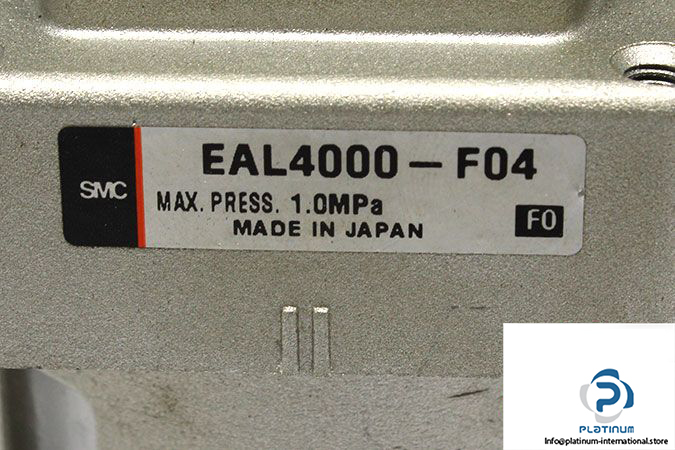 EAL4000-F04
SMC
MAX. PRESS. 1.0MPa
MADE IN JAPAN
F0
PLATINUM
Info@platinum-international.store